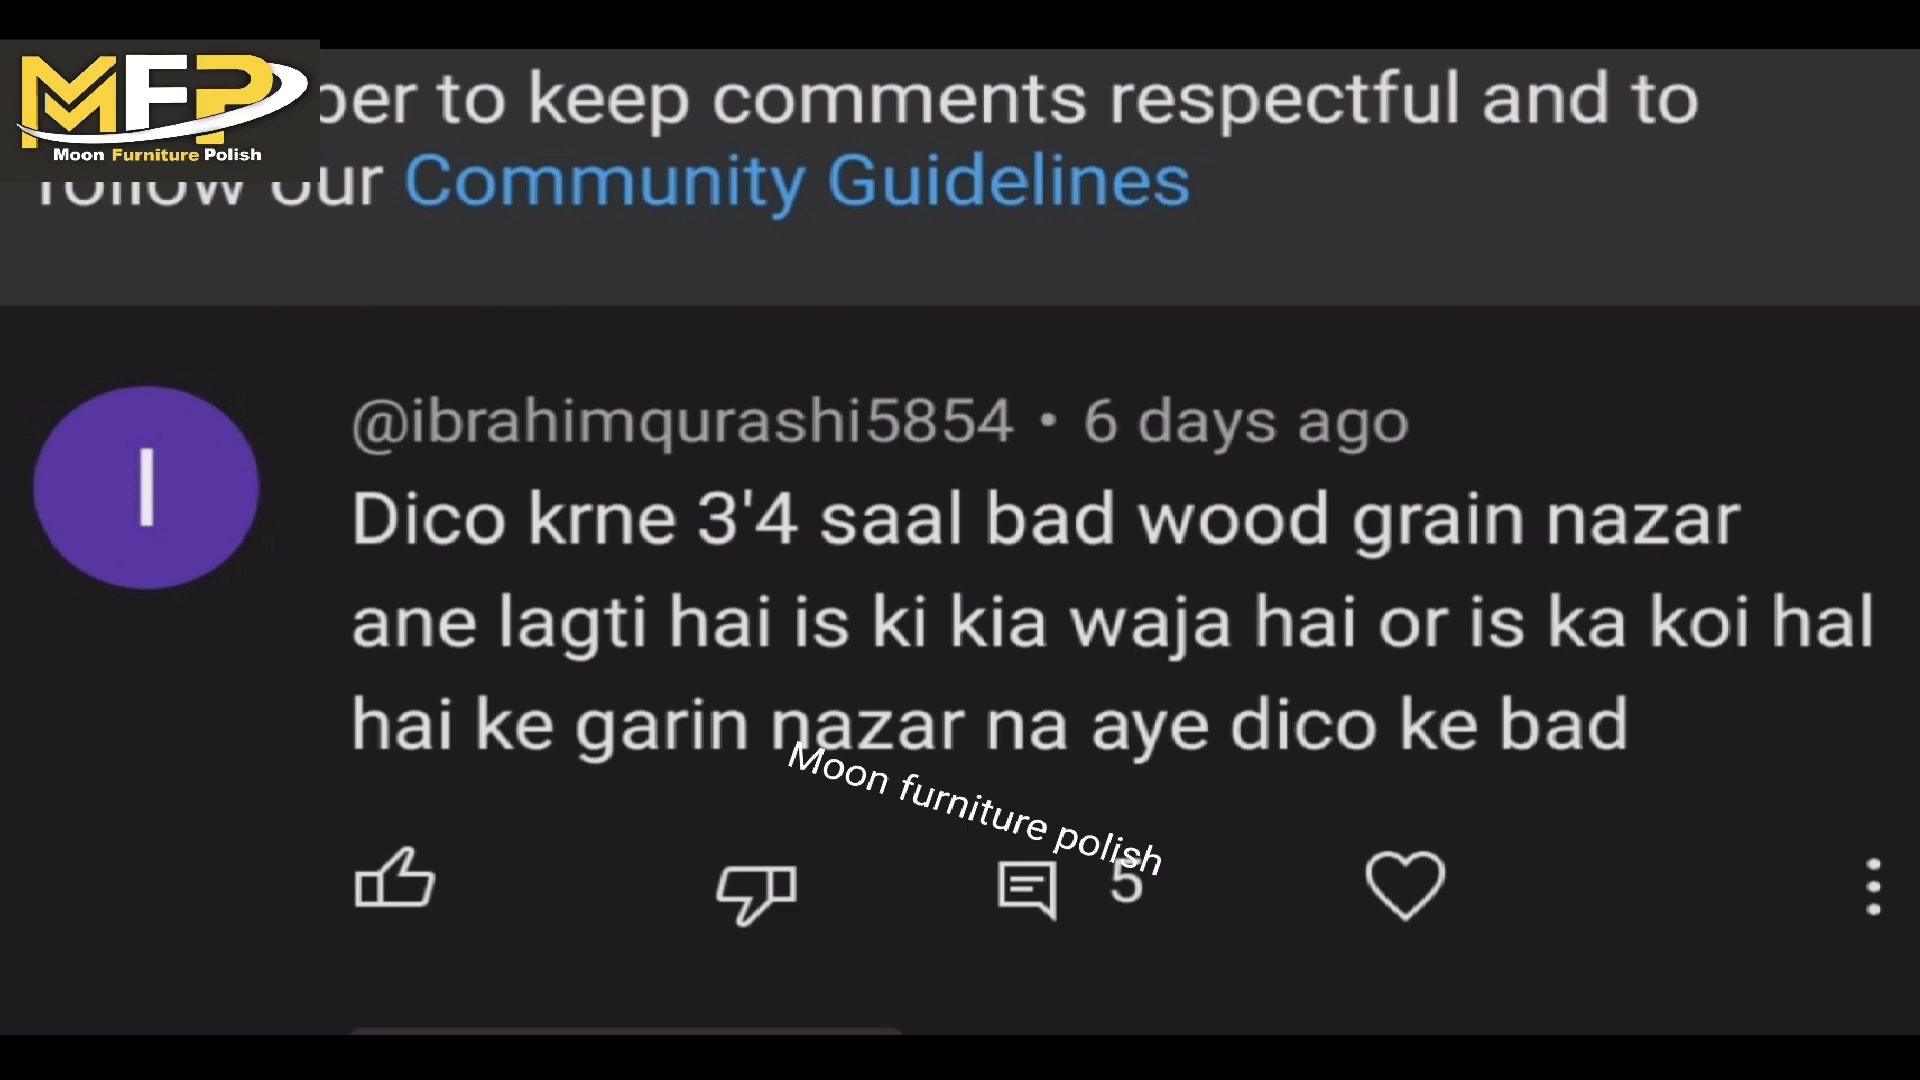 MFP
Moon Furniture Polish
ber to keep comments respectful and to
follow our Community Guidelines
I
@ibrahimqurashi5854 • 6 days ago
Dico krne 3'4 saal bad wood grain nazar
ane lagti hai is ki kia waja hai or is ka koi hal
hai ke garin nazar na aye dico ke bad
Moon furniture polish
5